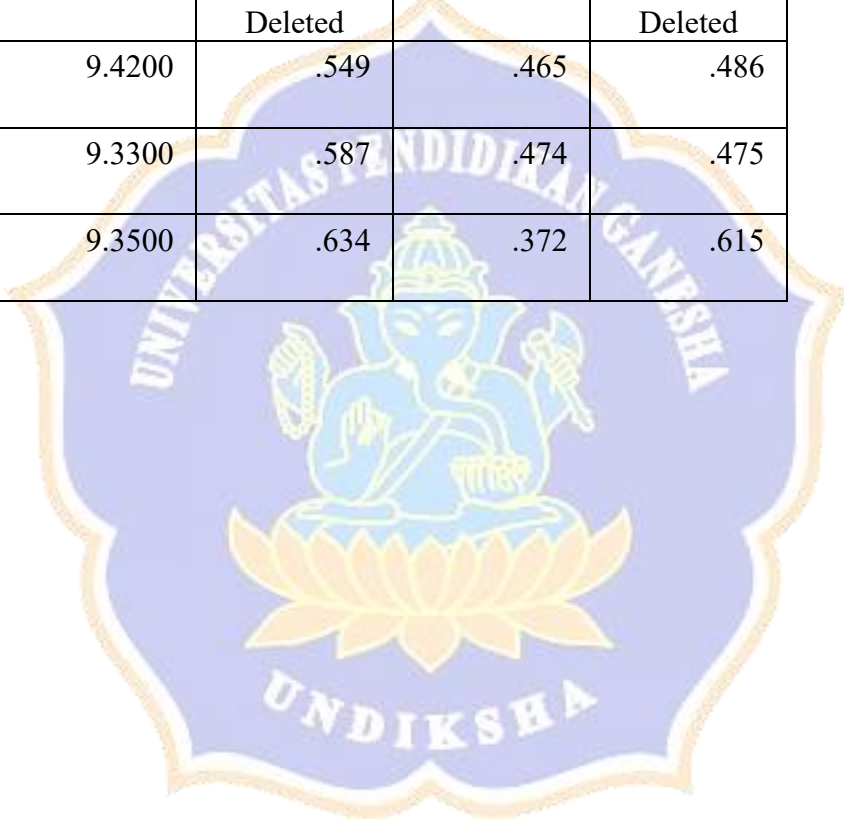 Deleted Deleted
9.4200 .549 .465 .486
9.3300 .587 .474 .475
9.3500 .634 .372 .615
UNIVERSITAS PENDIDIKAN GANESHA
UNDIKSHA